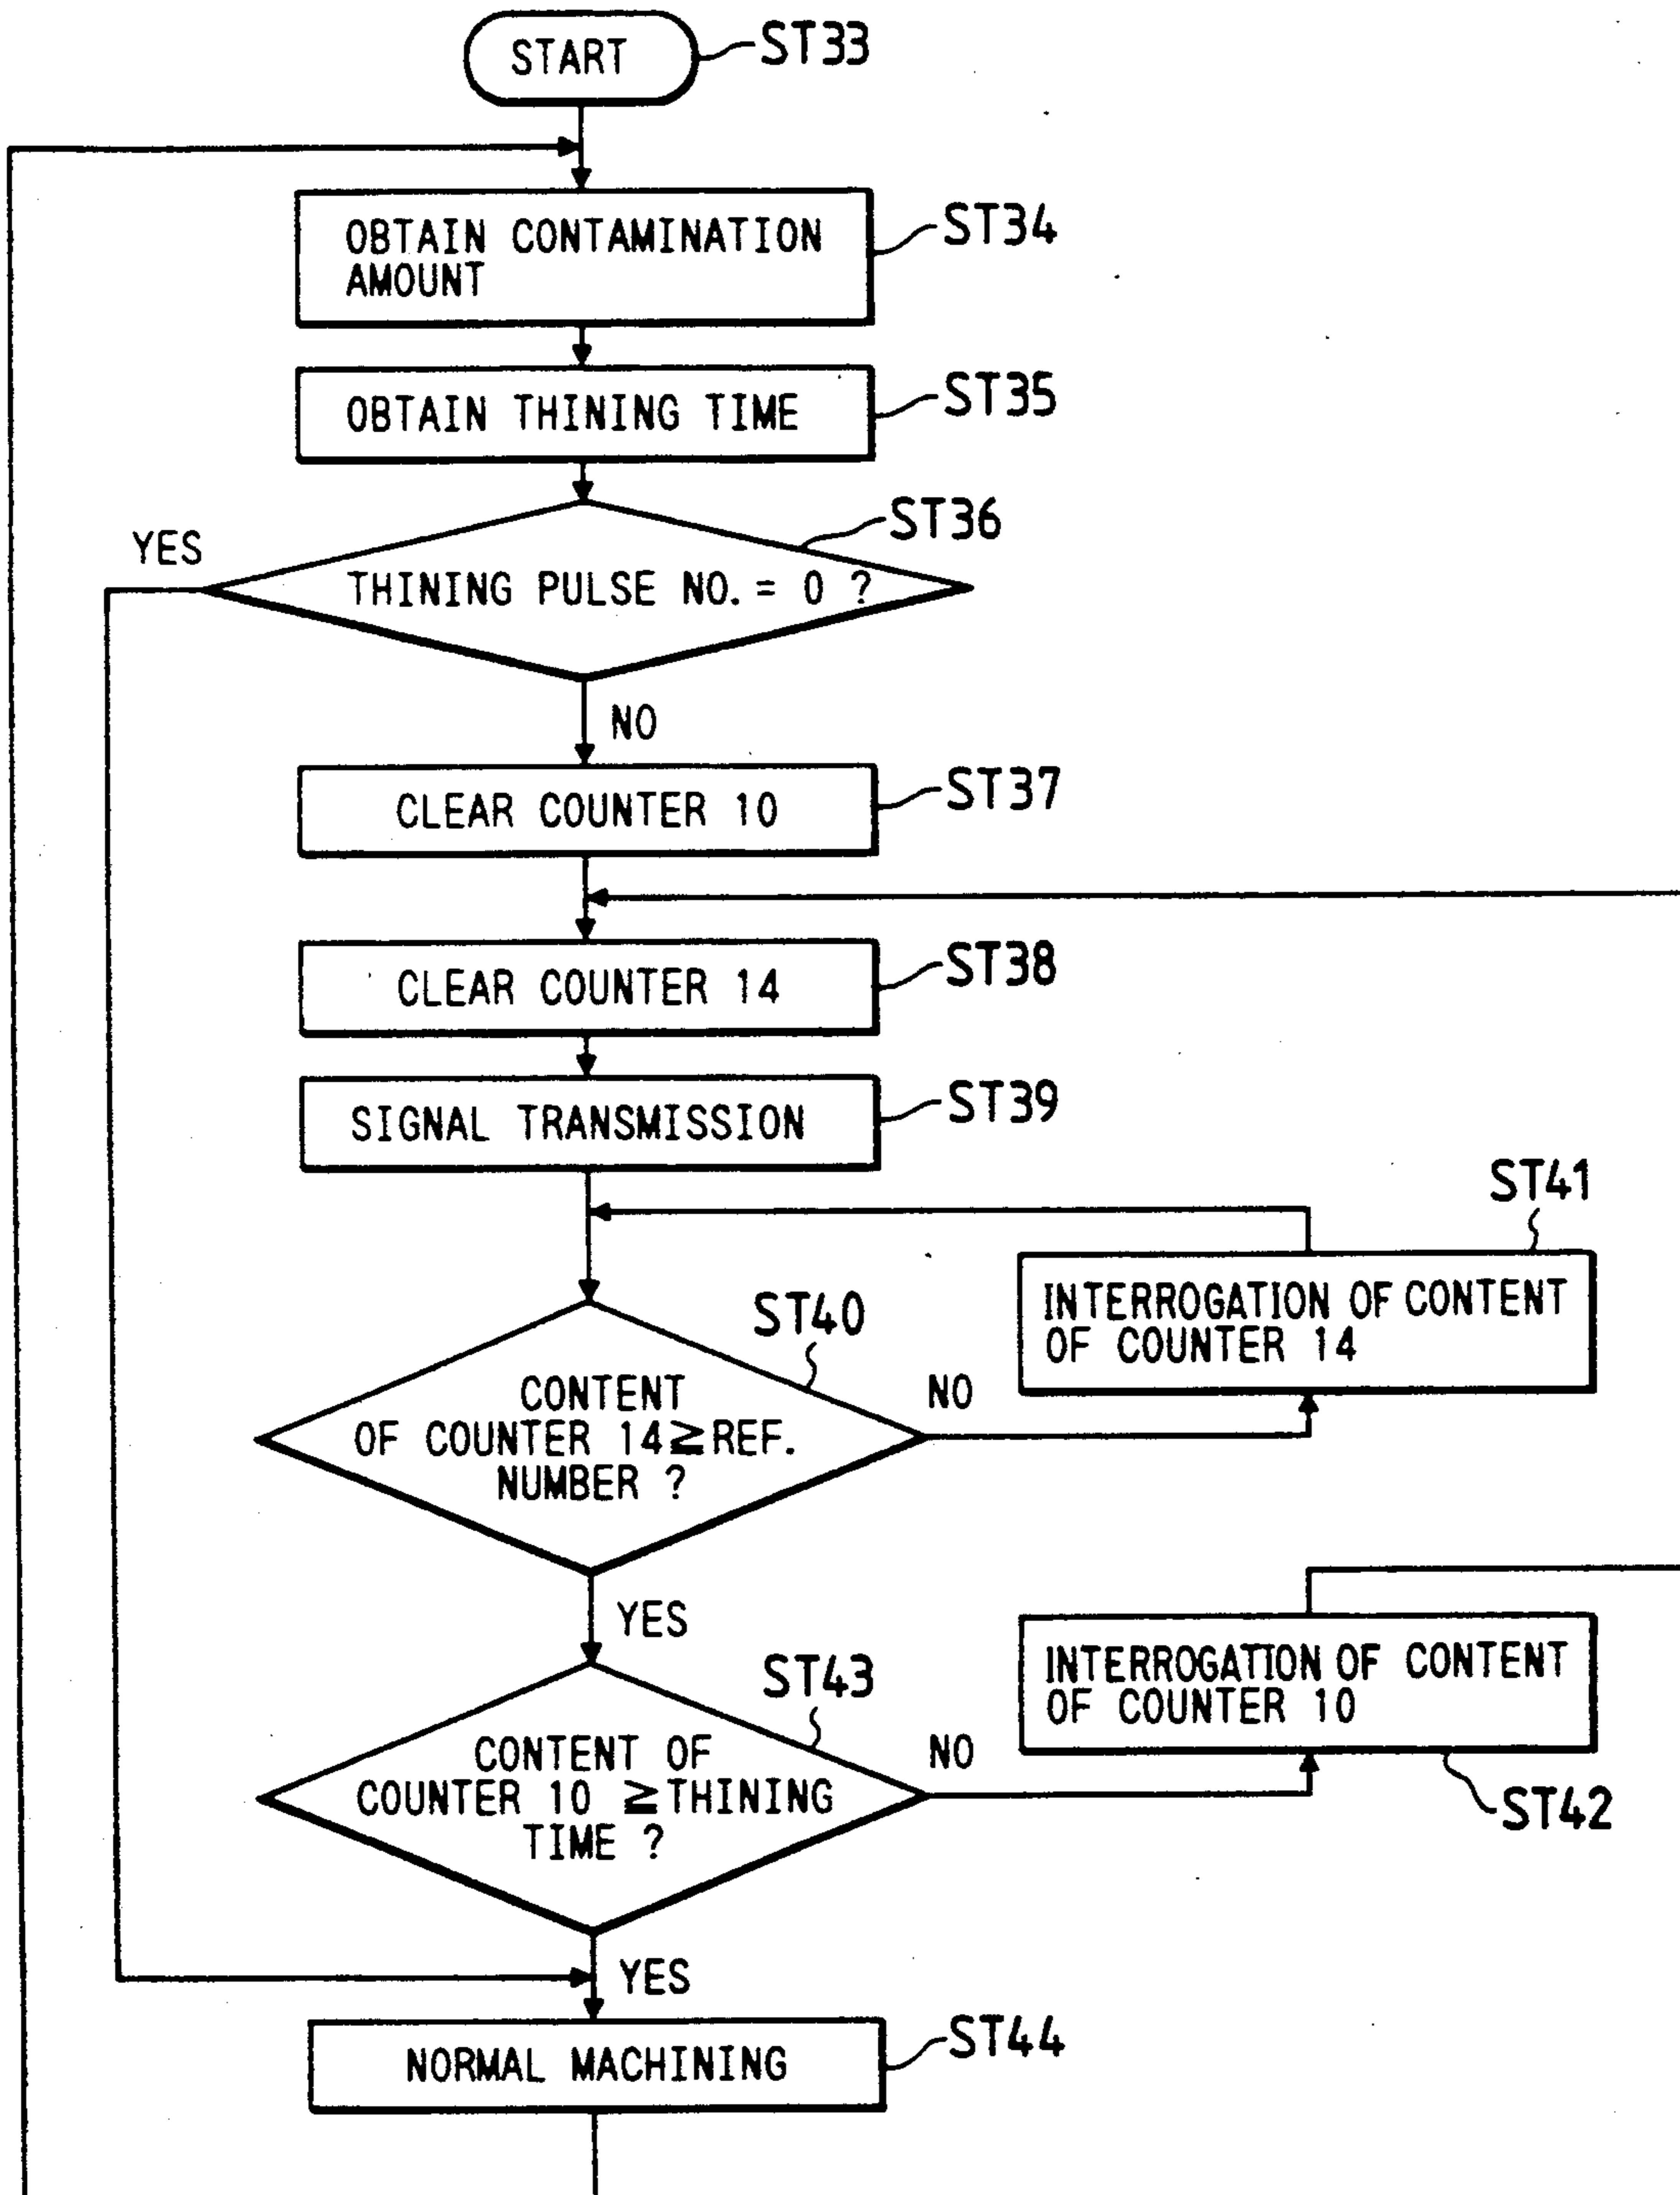 START
ST33
OBTAIN CONTAMINATION
AMOUNT
ST34
OBTAIN THINING TIME
ST35
ST36
YES
THINING PULSE NO. = 0 ?
NO
CLEAR COUNTER 10
ST37
CLEAR COUNTER 14
ST38
SIGNAL TRANSMISSION
ST39
ST41
INTERROGATION OF CONTENT
OF COUNTER 14
ST40
CONTENT
OF COUNTER 14≧REF.
NUMBER ?
NO
YES
INTERROGATION OF CONTENT
OF COUNTER 10
ST42
ST43
CONTENT OF
COUNTER 10 ≧THINING
TIME ?
NO
YES
NORMAL MACHINING
ST44